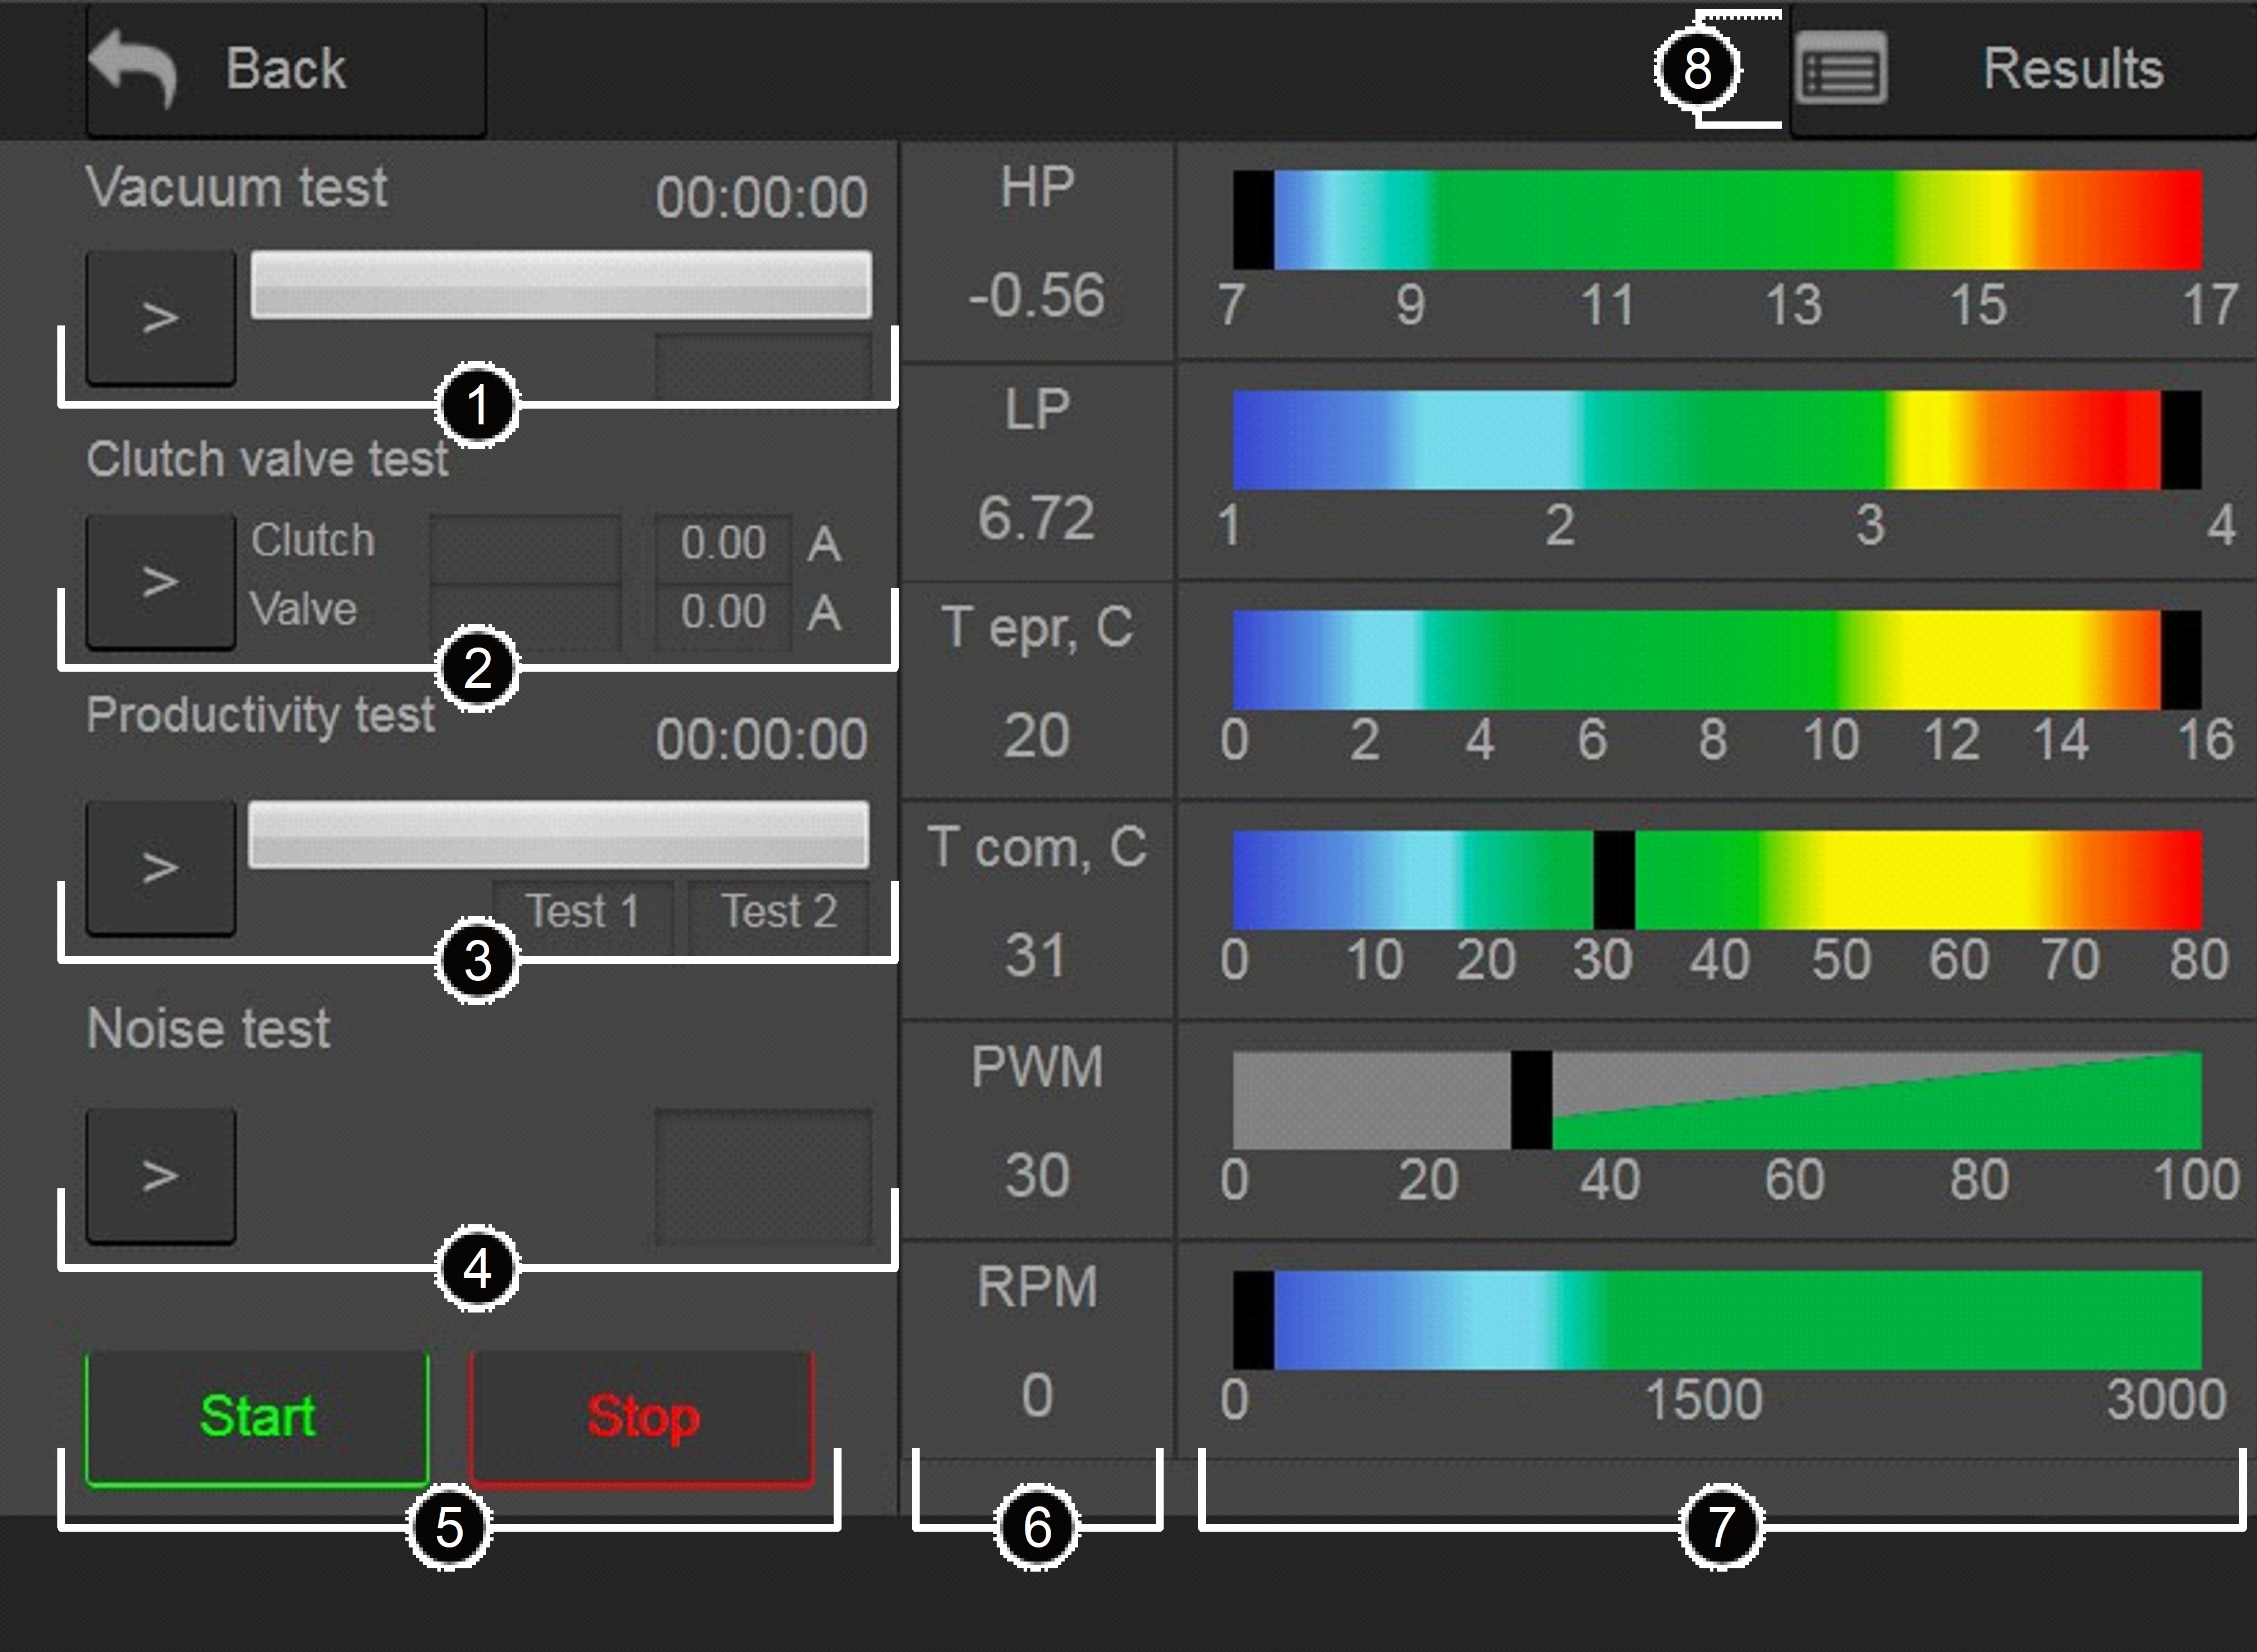 Back
8
Results
Vacuum test
00:00:00
>
1
Clutch valve test
>
Clutch
0.00 A
Valve
0.00 A
2
Productivity test
00:00:00
>
Test 1
Test 2
3
Noise test
>
4
Start
Stop
5
HP
-0.56
LP
6.72
T epr, C
20
T com, C
31
PWM
30
RPM
0
6
7 9 11 13 15 17
1 2 3 4
0 2 4 6 8 10 12 14 16
0 10 20 30 40 50 60 70 80
0 20 40 60 80 100
0 1500 3000
7